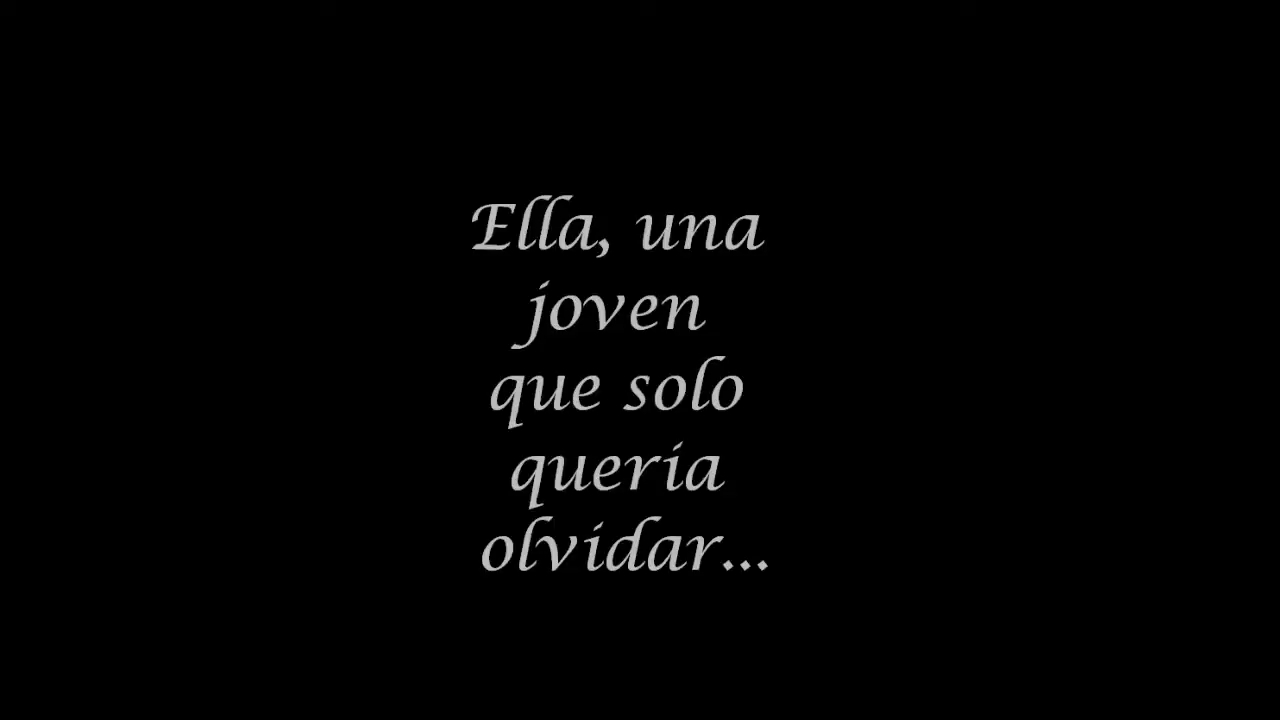 Ella, una
joven
que solo
queria
olvidar...